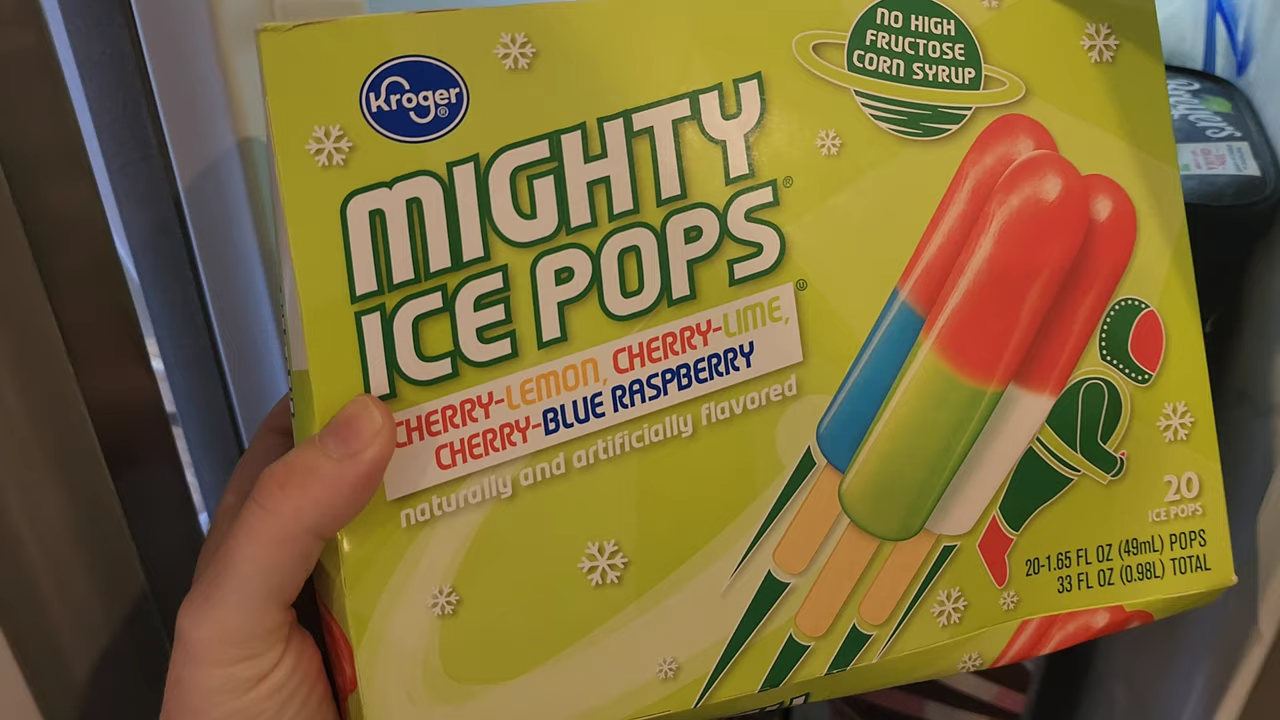 NO HIGH
FRUCTOSE
CORN SYRUP
Kroger®
MIGHTY
ICE POPS®
CHERRY-LEMON, CHERRY-LIME,
CHERRY-BLUE RASPBERRY
naturally and artificially flavored
20
ICE POPS
20-1.65 FL OZ (49mL) POPS
33 FL OZ (0.98L) TOTAL
Breyers